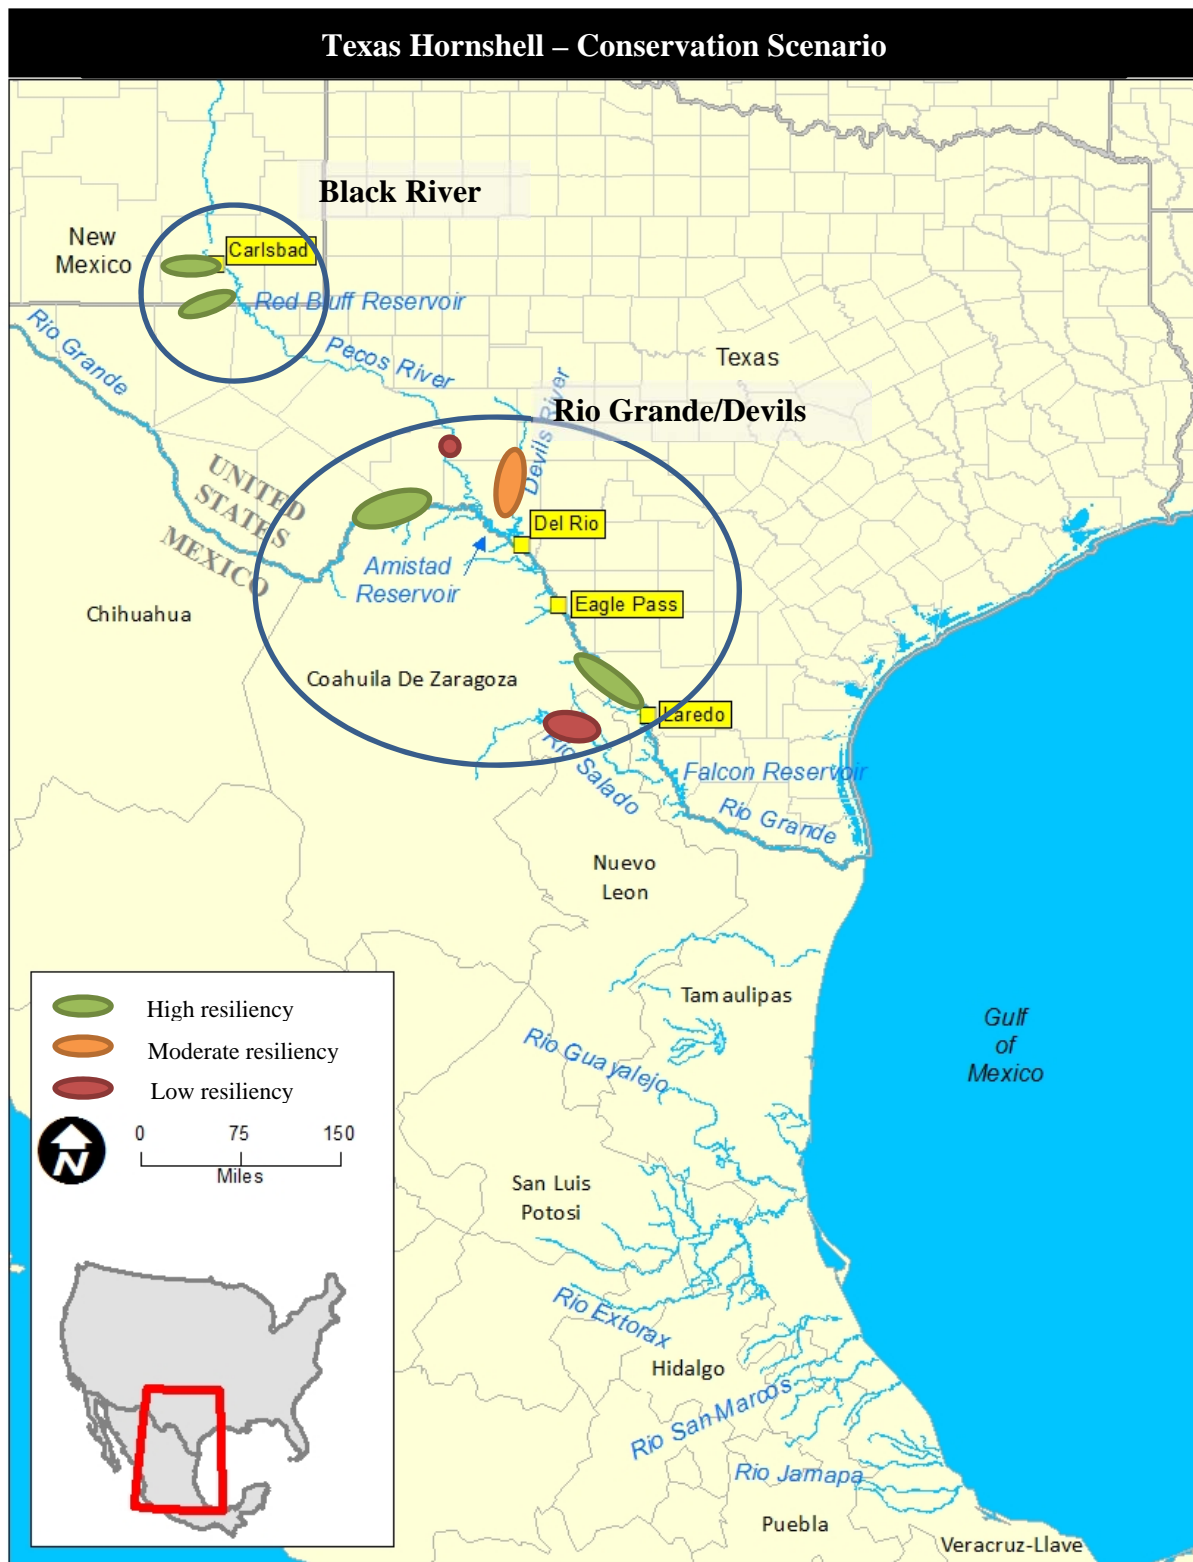 Texas Hornshell – Conservation Scenario
Black River
New
Mexico
Carlsbad
Red Bluff Reservoir
Rio Grande
Pecos River
Texas
Devils River
Rio Grande/Devils
UNITED
STATES
MEXICO
Del Rio
Amistad
Reservoir
Eagle Pass
Chihuahua
Coahuila De Zaragoza
Laredo
Rio Salado
Falcon Reservoir
Rio Grande
Nuevo
Leon
Tamaulipas
Gulf
of
Mexico
Rio Guayalejo
High resiliency
Moderate resiliency
Low resiliency
N
0 75 150
Miles
San Luis
Potosi
Rio Extorax
Hidalgo
Rio San Marcos
Rio Jamapa
Puebla
Veracruz-Llave